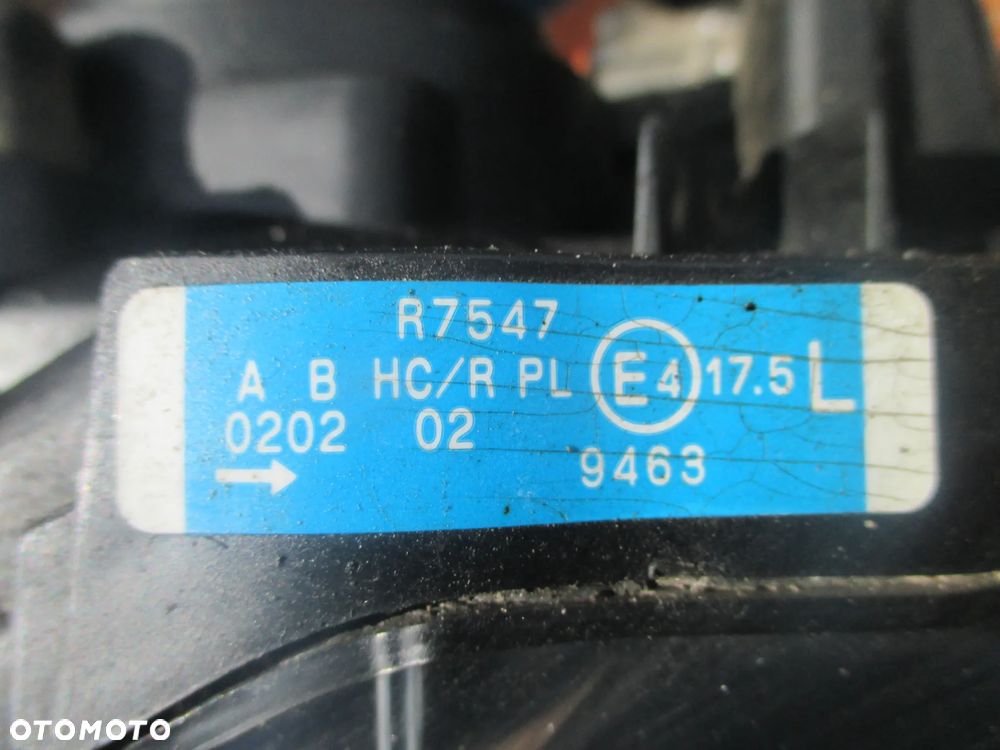 R7547
A B HC/R PL E4 17.5 L
0202 02
→ 9463
OTOMOTO